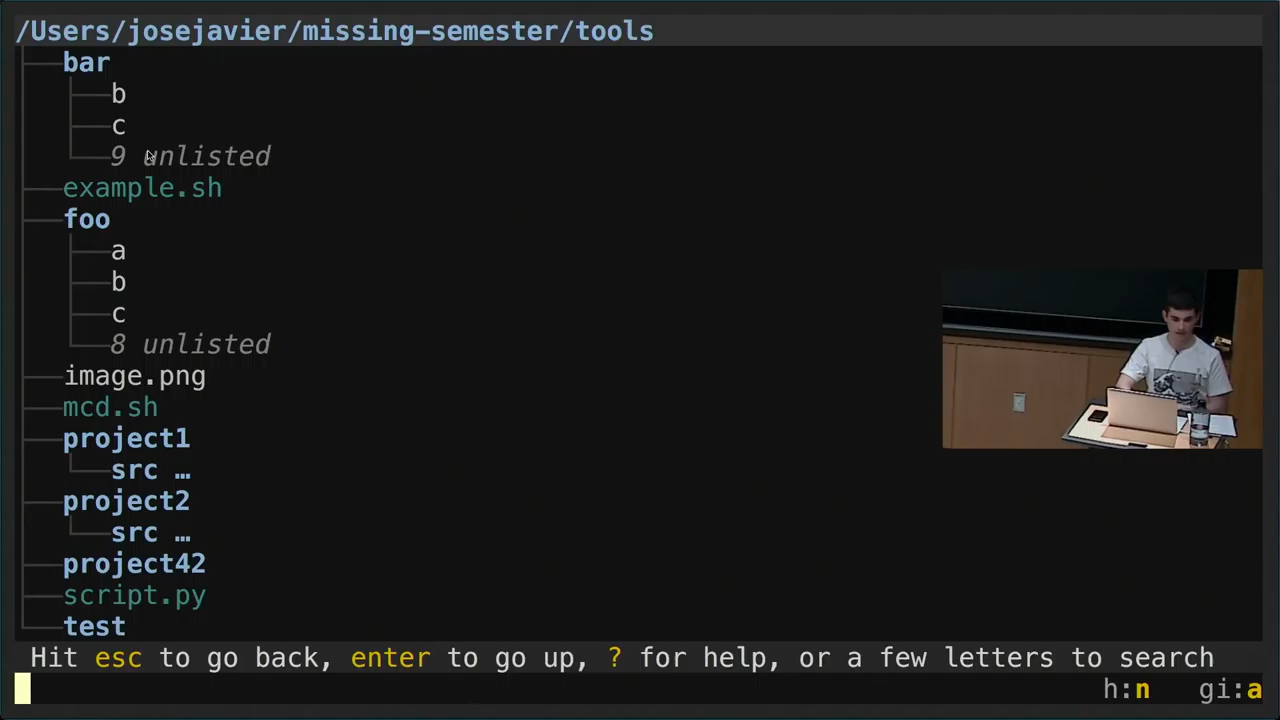 /Users/josejavier/missing-semester/tools
bar
b
c
9 unlisted
example.sh
foo
a
b
c
8 unlisted
image.png
mcd.sh
project1
src …
project2
src …
project42
script.py
test
Hit esc to go back, enter to go up, ? for help, or a few letters to search
h:n gi:a